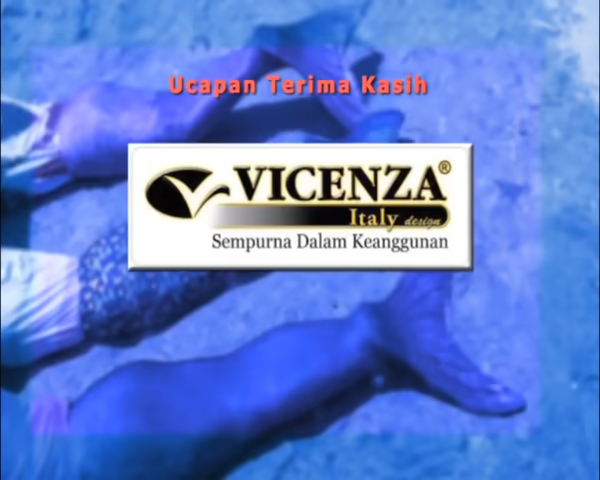 Ucapan Terima Kasih
VICENZA®
Italy design
Sempurna Dalam Keanggunan